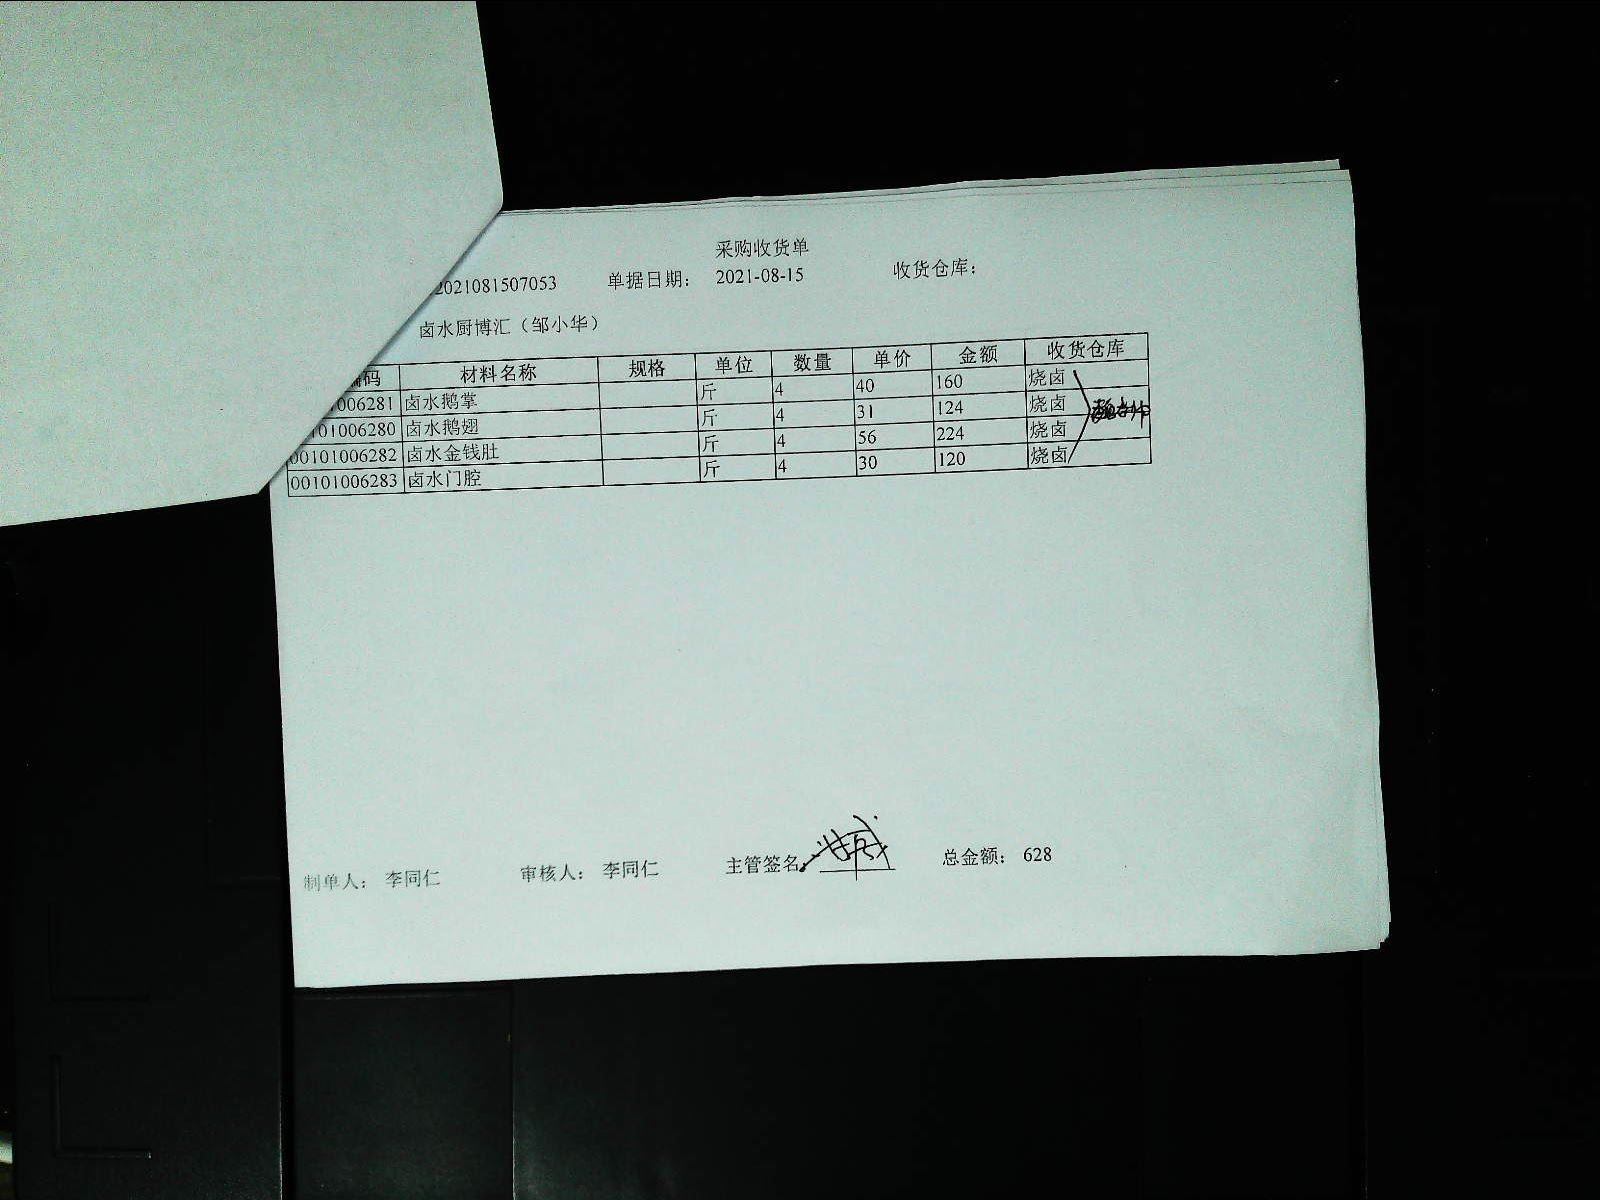 采购收货单
2021081507053 单据日期： 2021-08-15 收货仓库：
卤水厨博汇（邹小华）
码 材料名称 规格 单位 数量 单价 金额 收货仓库
006281 卤水鹅掌 斤 4 40 160 烧卤
101006280 卤水鹅翅 斤 4 31 124 烧卤
00101006282 卤水金钱肚 斤 4 56 224 烧卤
00101006283 卤水门腔 斤 4 30 120 烧卤
制单人： 李同仁 审核人： 李同仁 主管签名： 总金额： 628